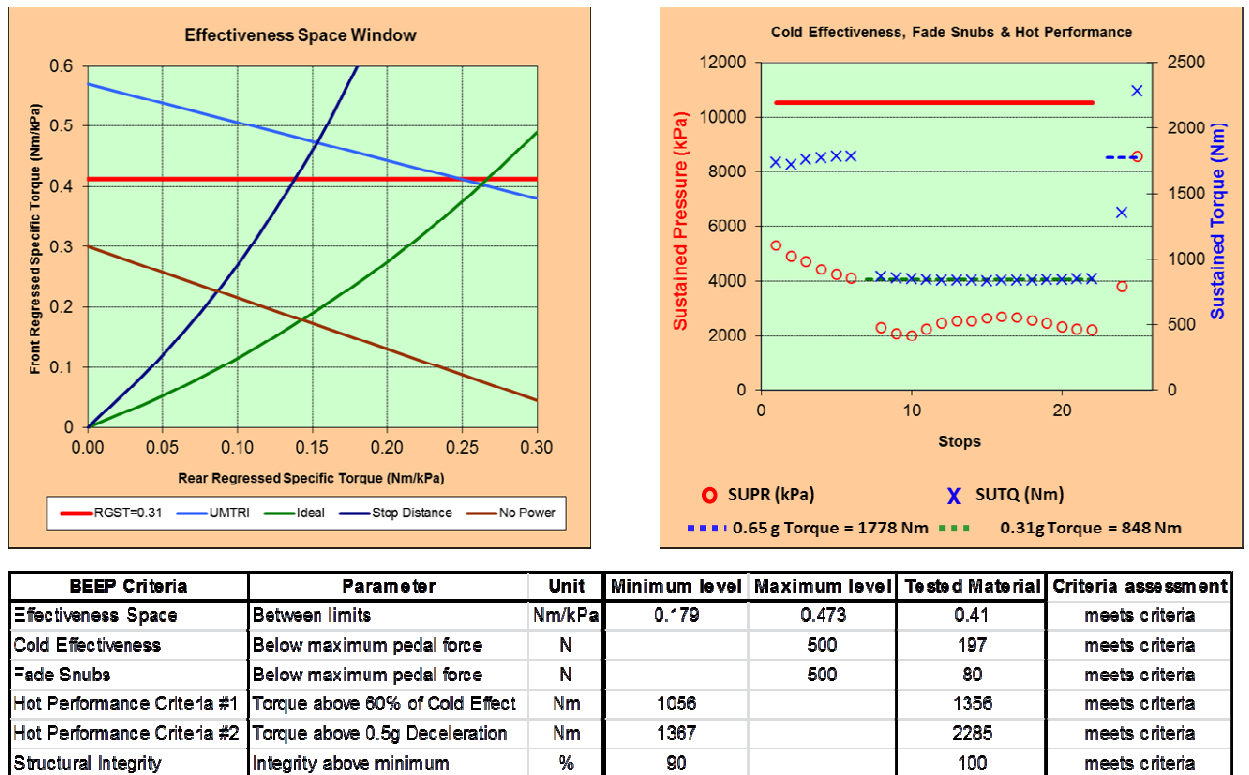 Effectiveness Space Window
Front Regressed Specific Torque (Nm/kPa)
0.6
0.5
0.4
0.3
0.2
0.1
0
0.00 0.05 0.10 0.15 0.20 0.25 0.30
Rear Regressed Specific Torque (Nm/kPa)
RGST=0.31 UMTRI Ideal Stop Distance No Power
Cold Effectiveness, Fade Snubs & Hot Performance
Sustained Pressure (kPa)
12000
10000
8000
6000
4000
2000
0
2500
2000
1500
1000
500
0
Sustained Torque (Nm)
0 10 20
Stops
SUPR (kPa) SUTQ (Nm)
0.65 g Torque = 1778 Nm 0.31g Torque = 848 Nm
BEEP Criteria Parameter Unit Minimum level Maximum level Tested Material Criteria assessment
Effectiveness Space Between limits Nm/kPa 0.179 0.473 0.41 meets criteria
Cold Effectiveness Below maximum pedal force N 500 197 meets criteria
Fade Snubs Below maximum pedal force N 500 80 meets criteria
Hot Performance Criteria #1 Torque above 60% of Cold Effect Nm 1056 1356 meets criteria
Hot Performance Criteria #2 Torque above 0.5g Deceleration Nm 1367 2285 meets criteria
Structural Integrity Integrity above minimum % 90 100 meets criteria